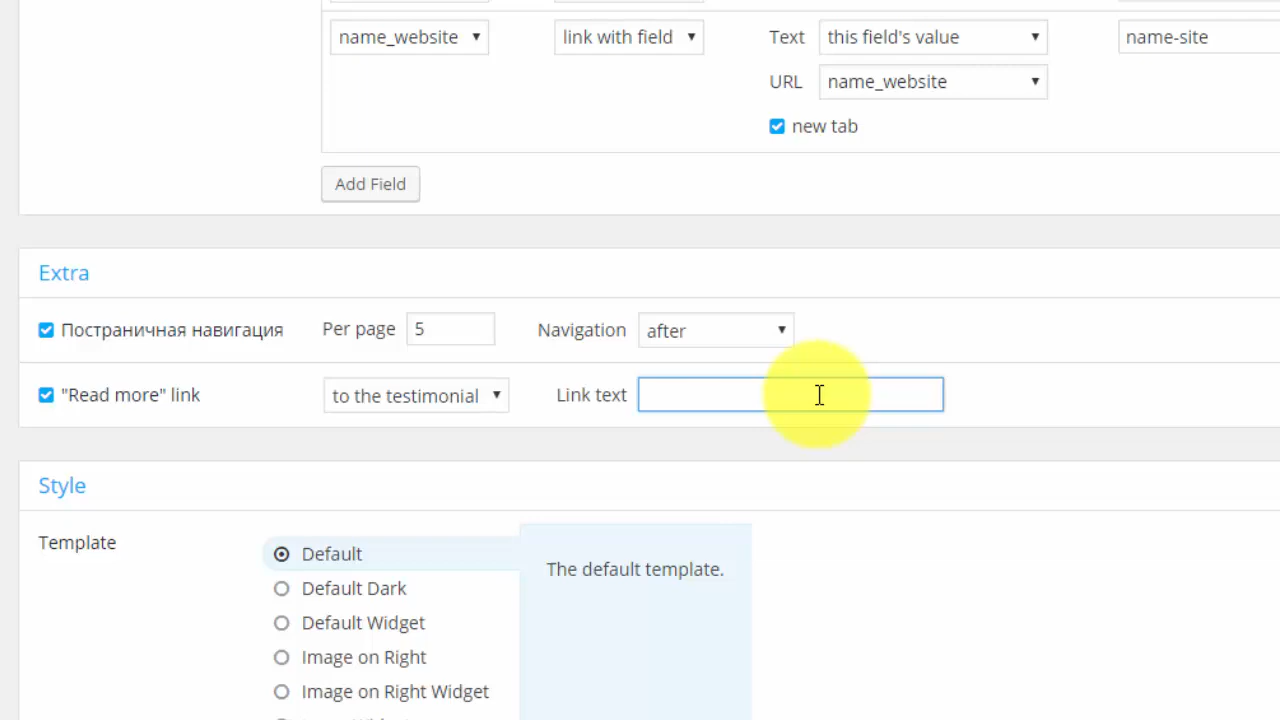 name_website link with field Text this field's value name-site
URL name_website
new tab
Add Field
Extra
Постраничная навигация Per page 5 Navigation after
"Read more" link to the testimonial Link text
Style
Template
Default
The default template.
Default Dark
Default Widget
Image on Right
Image on Right Widget